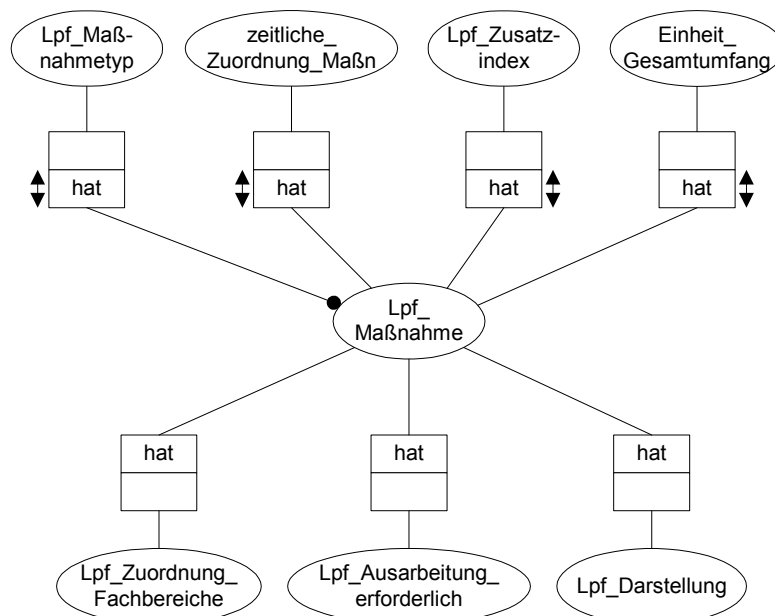 Lpf_Maß-
nahmetyp
zeitliche_
Zuordnung_Maßn
Lpf_Zusatz-
index
Einheit_
Gesamtumfang
hat
hat
hat
hat
Lpf_
Maßnahme
hat
hat
hat
Lpf_Zuordnung_
Fachbereiche
Lpf_Ausarbeitung_
erforderlich
Lpf_Darstellung